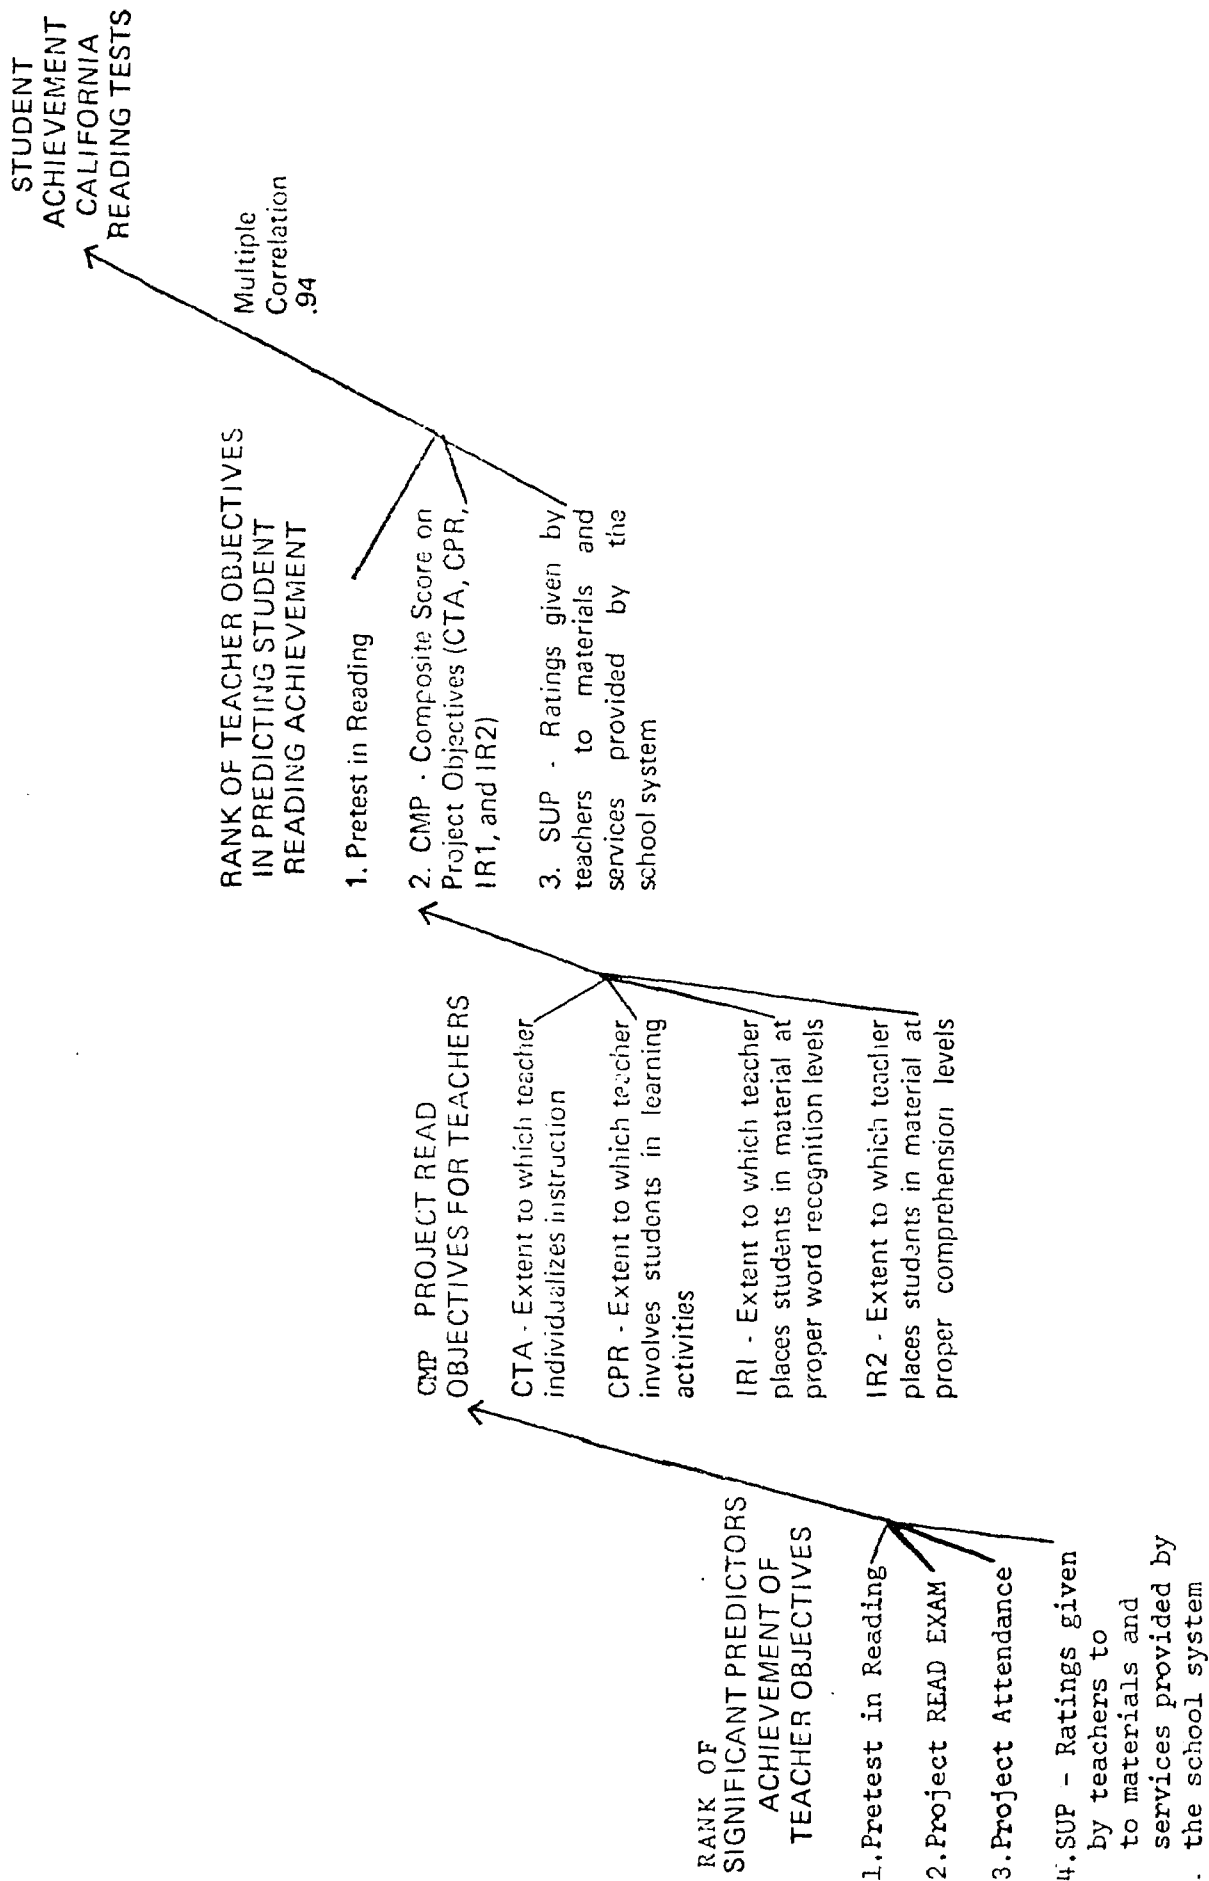 STUDENT
ACHIEVEMENT
CALIFORNIA
READING TESTS
Multiple
Correlation
.94
RANK OF TEACHER OBJECTIVES
IN PREDICTING STUDENT
READING ACHIEVEMENT
1. Pretest in Reading
2. CMP - Composite Score on
Project Objectives (CTA, CPR,
IR1, and IR2)
3. SUP - Ratings given by
teachers to materials and
services provided by the
school system
CMP PROJECT READ
OBJECTIVES FOR TEACHERS
CTA - Extent to which teacher
individualizes instruction
CPR - Extent to which teacher
involves students in learning
activities
IRI - Extent to which teacher
places students in material at
proper word recognition levels
IR2 - Extent to which teacher
places students in material at
proper comprehension levels
RANK OF
SIGNIFICANT PREDICTORS
ACHIEVEMENT OF
TEACHER OBJECTIVES
1.Pretest in Reading
2.Project READ EXAM
3.Project Attendance
4.SUP - Ratings given
by teachers to
to materials and
services provided by
the school system